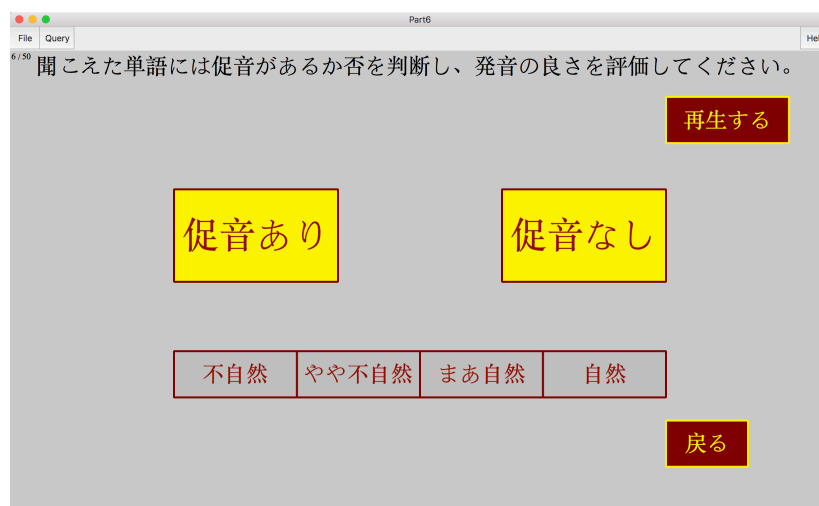 Part6
File Query Hel
6 / 50 聞こえた単語には促音があるか否を判断し、発音の良さを評価してください。
再生する
促音あり 促音なし
不自然 やや不自然 まあ自然 自然
戻る